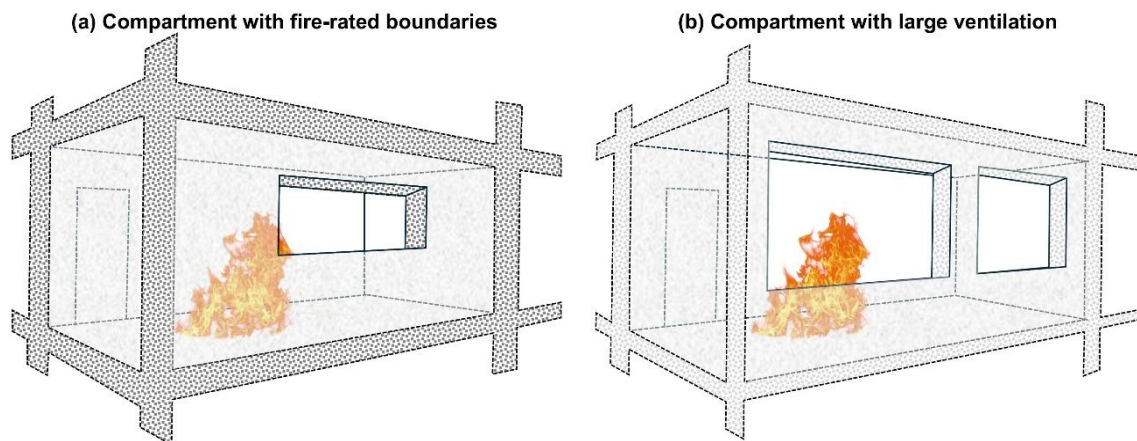 (a) Compartment with fire-rated boundaries
(b) Compartment with large ventilation